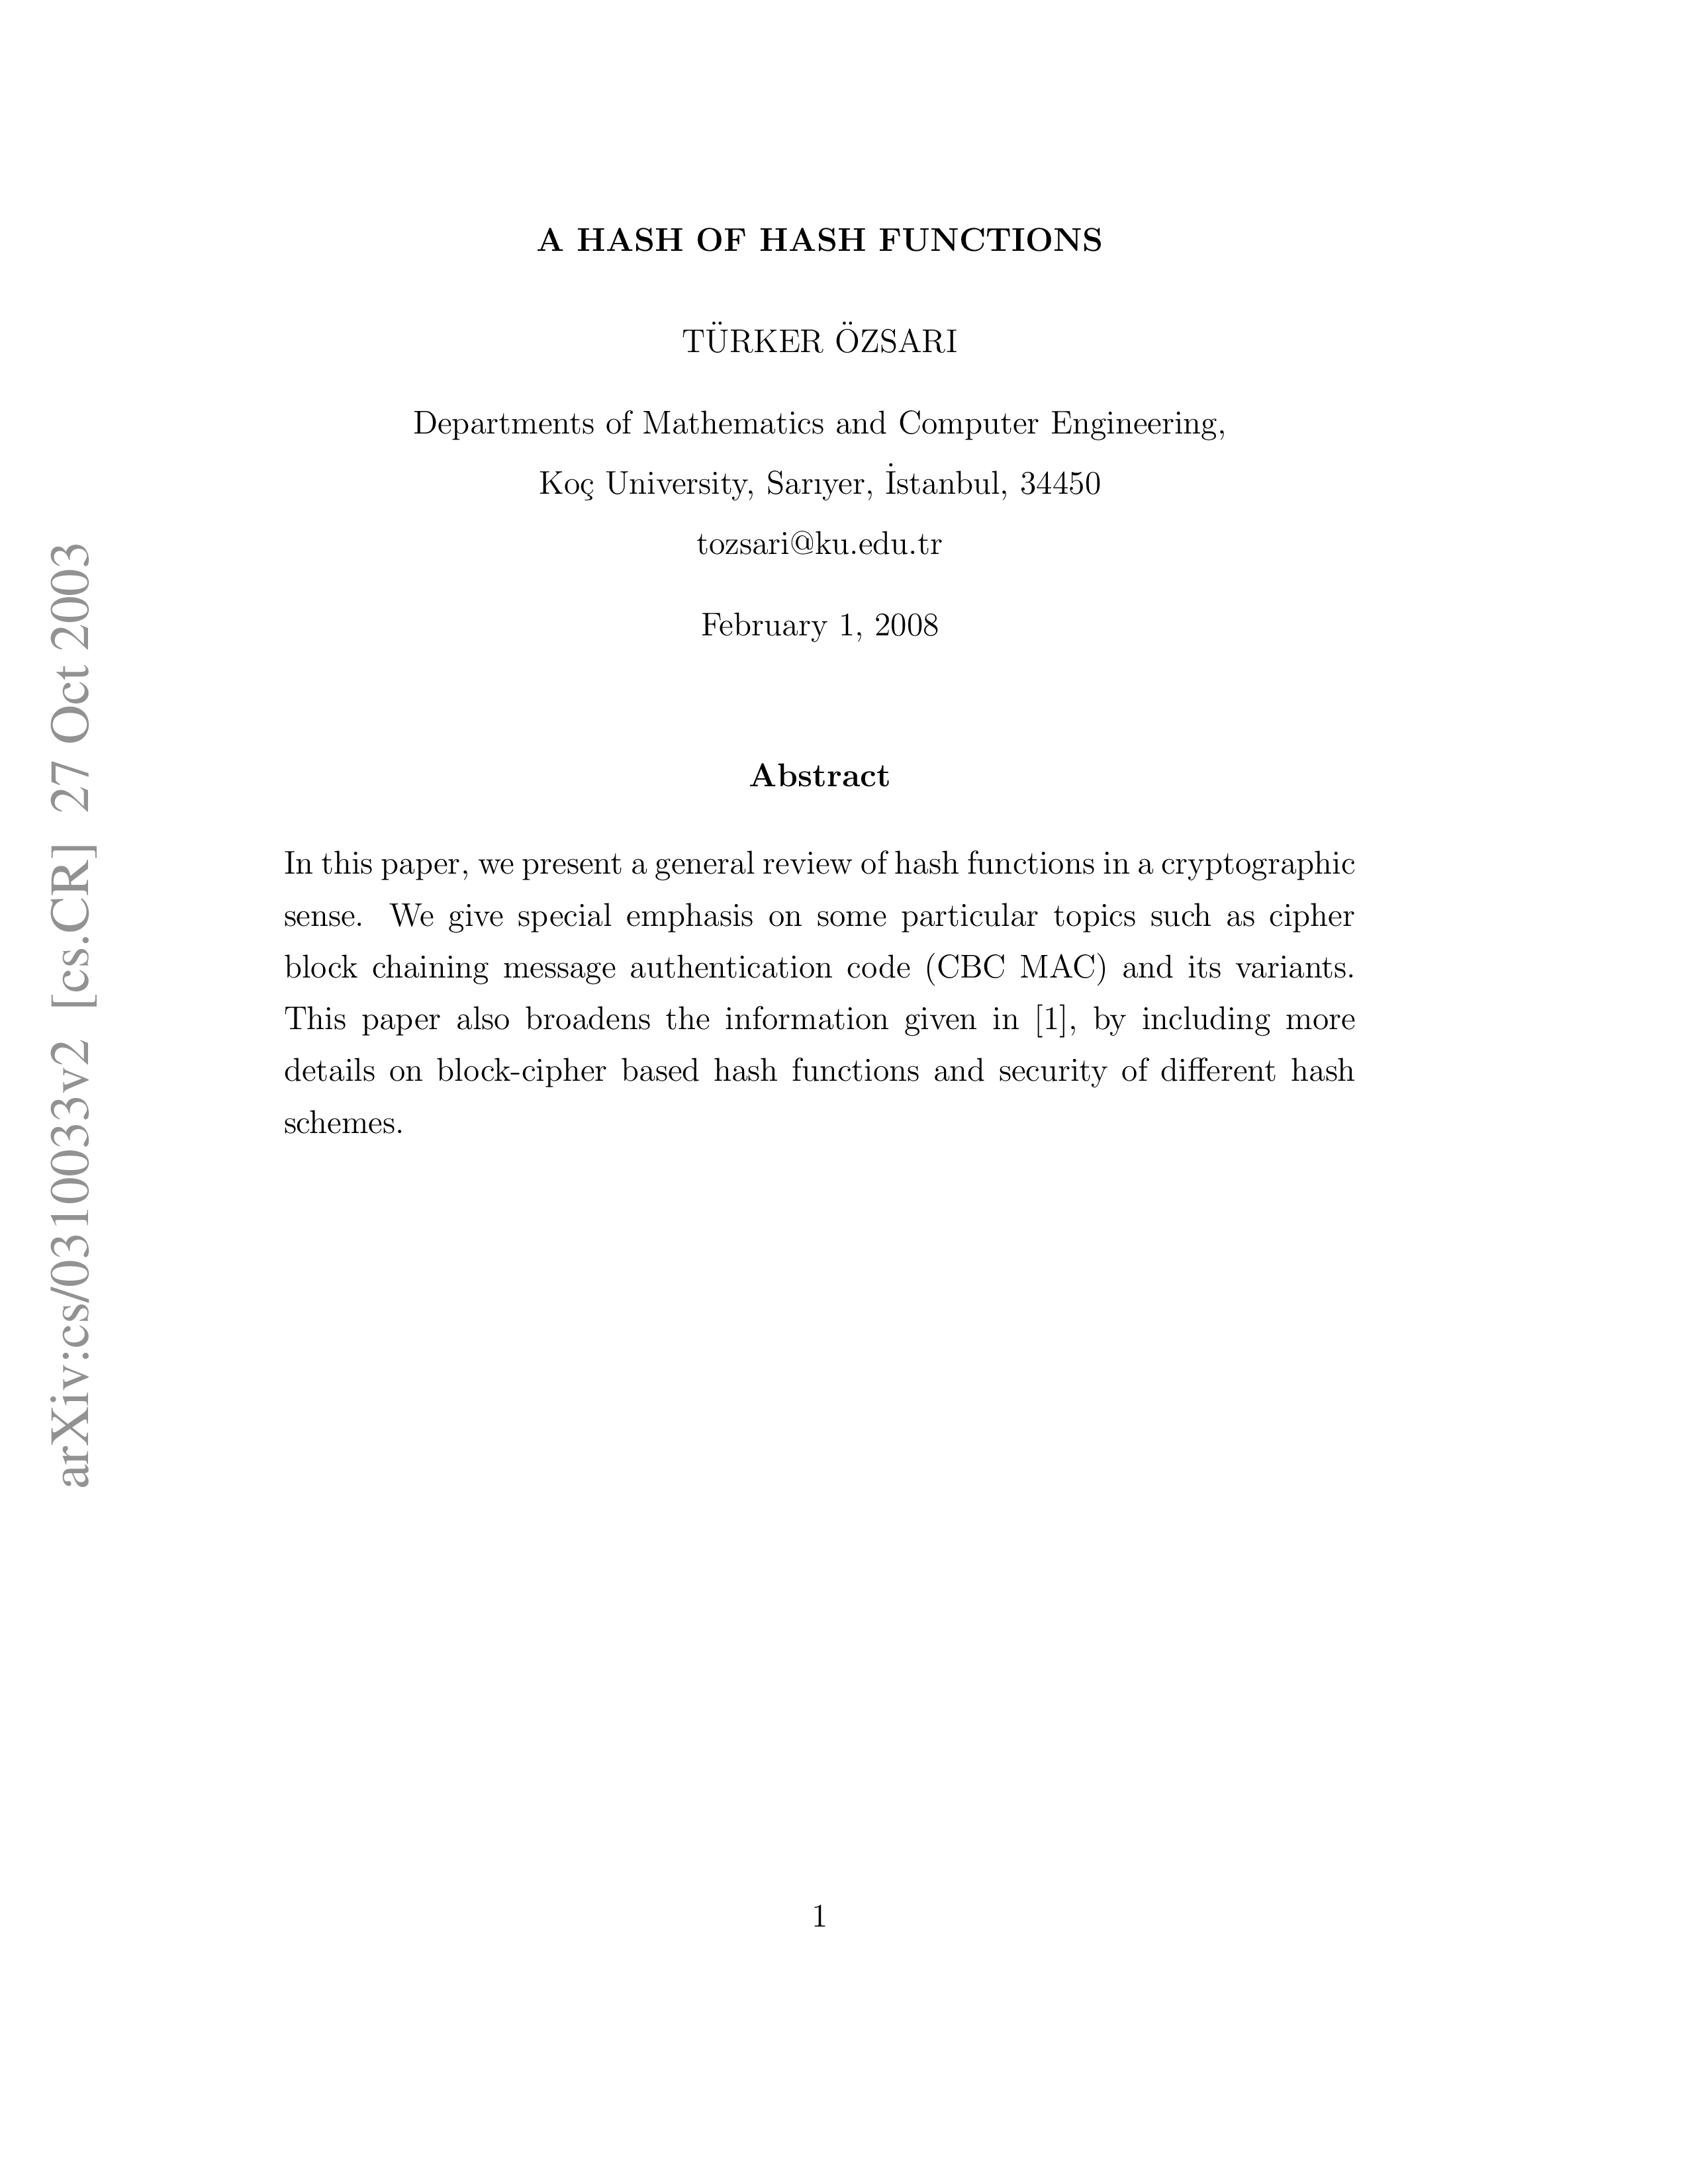 A HASH OF HASH FUNCTIONS
TÜRKER ÖZSARI
Departments of Mathematics and Computer Engineering,
Koç University, Sarıyer, İstanbul, 34450
tozsari@ku.edu.tr
February 1, 2008
Abstract
In this paper, we present a general review of hash functions in a cryptographic
sense. We give special emphasis on some particular topics such as cipher
block chaining message authentication code (CBC MAC) and its variants.
This paper also broadens the information given in [1], by including more
details on block-cipher based hash functions and security of different hash
schemes.
1
arXiv:cs/0310033v2 [cs.CR] 27 Oct 2003